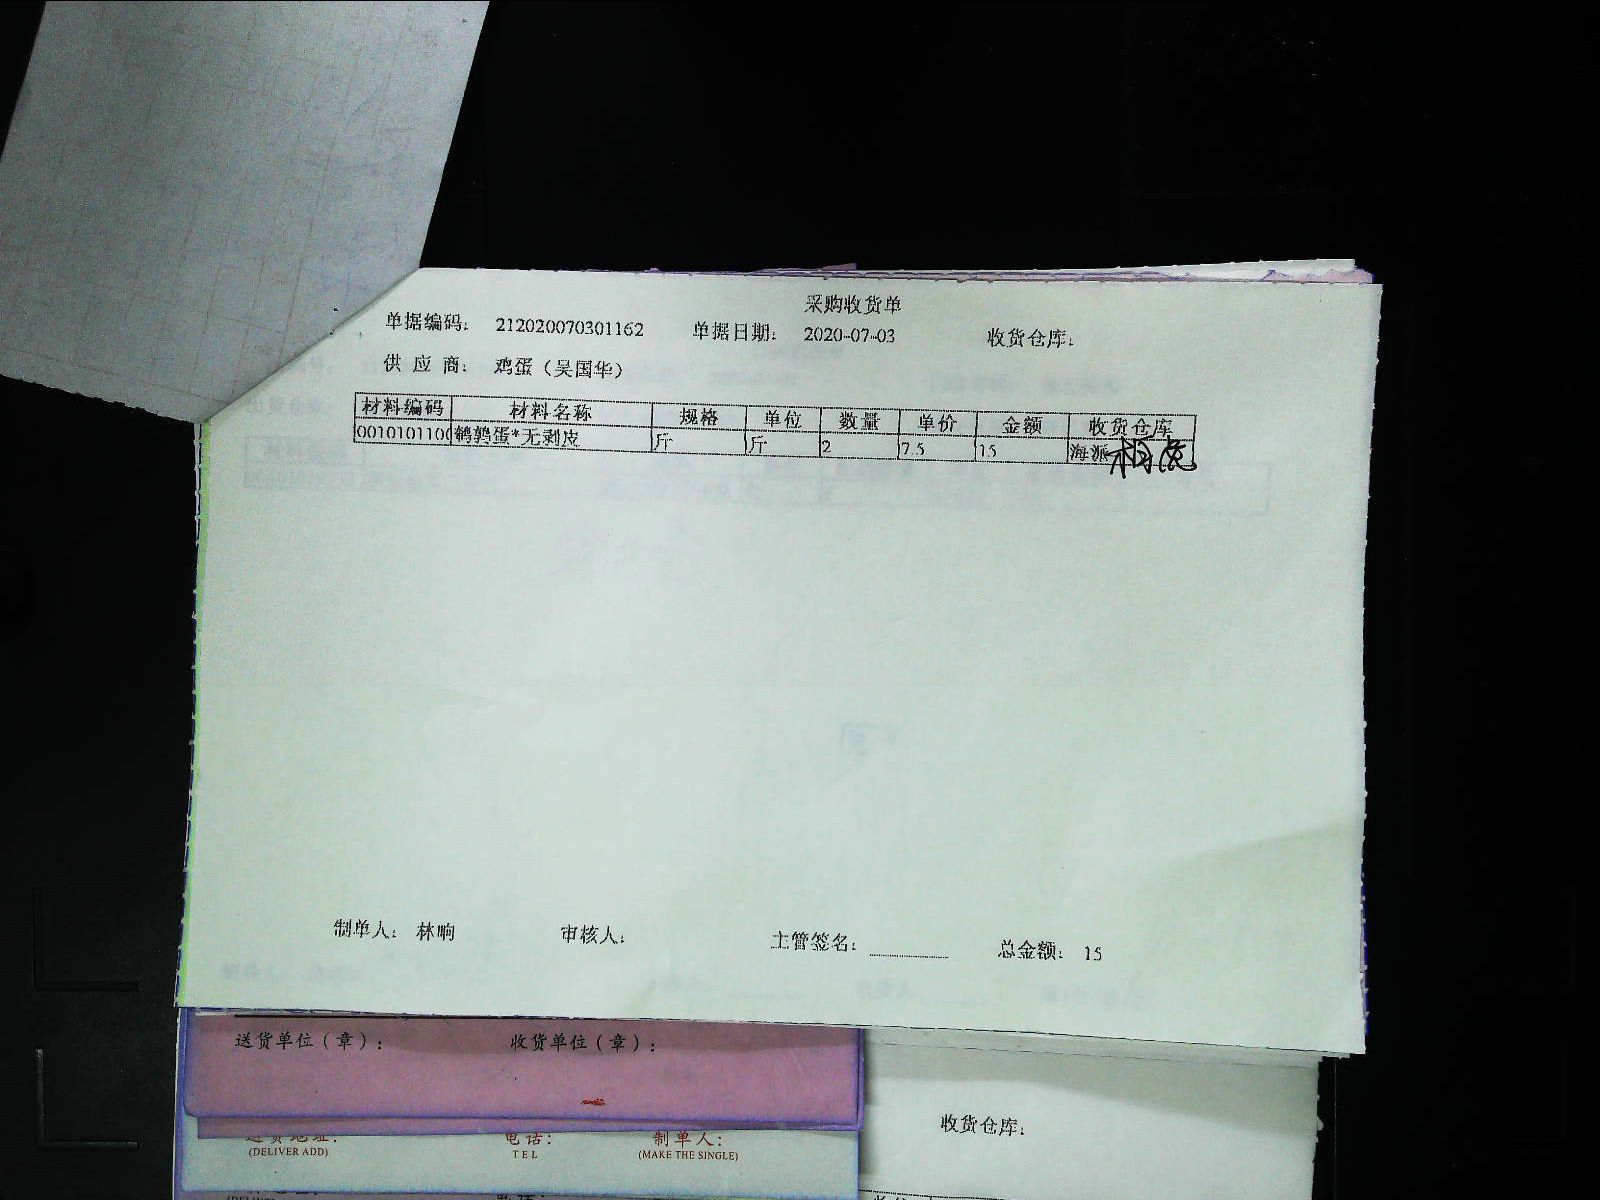 采购收货单
单据编码： 212020070301162 单据日期： 2020-07-03 收货仓库：
供 应 商： 鸡蛋（吴国华）
材料编码 材料名称 规格 单位 数量 单价 金额 收货仓库
0010101100 鹌鹑蛋*无剥皮 斤 斤 2 7.5 15 海派
制单人： 林响 审核人： 主管签名： 总金额： 15
送货单位（章）： 收货单位（章）：
收货仓库：
送货地址： 电话： 制单人：
(DELIVER ADD) TEL (MAKE THE SINGLE)